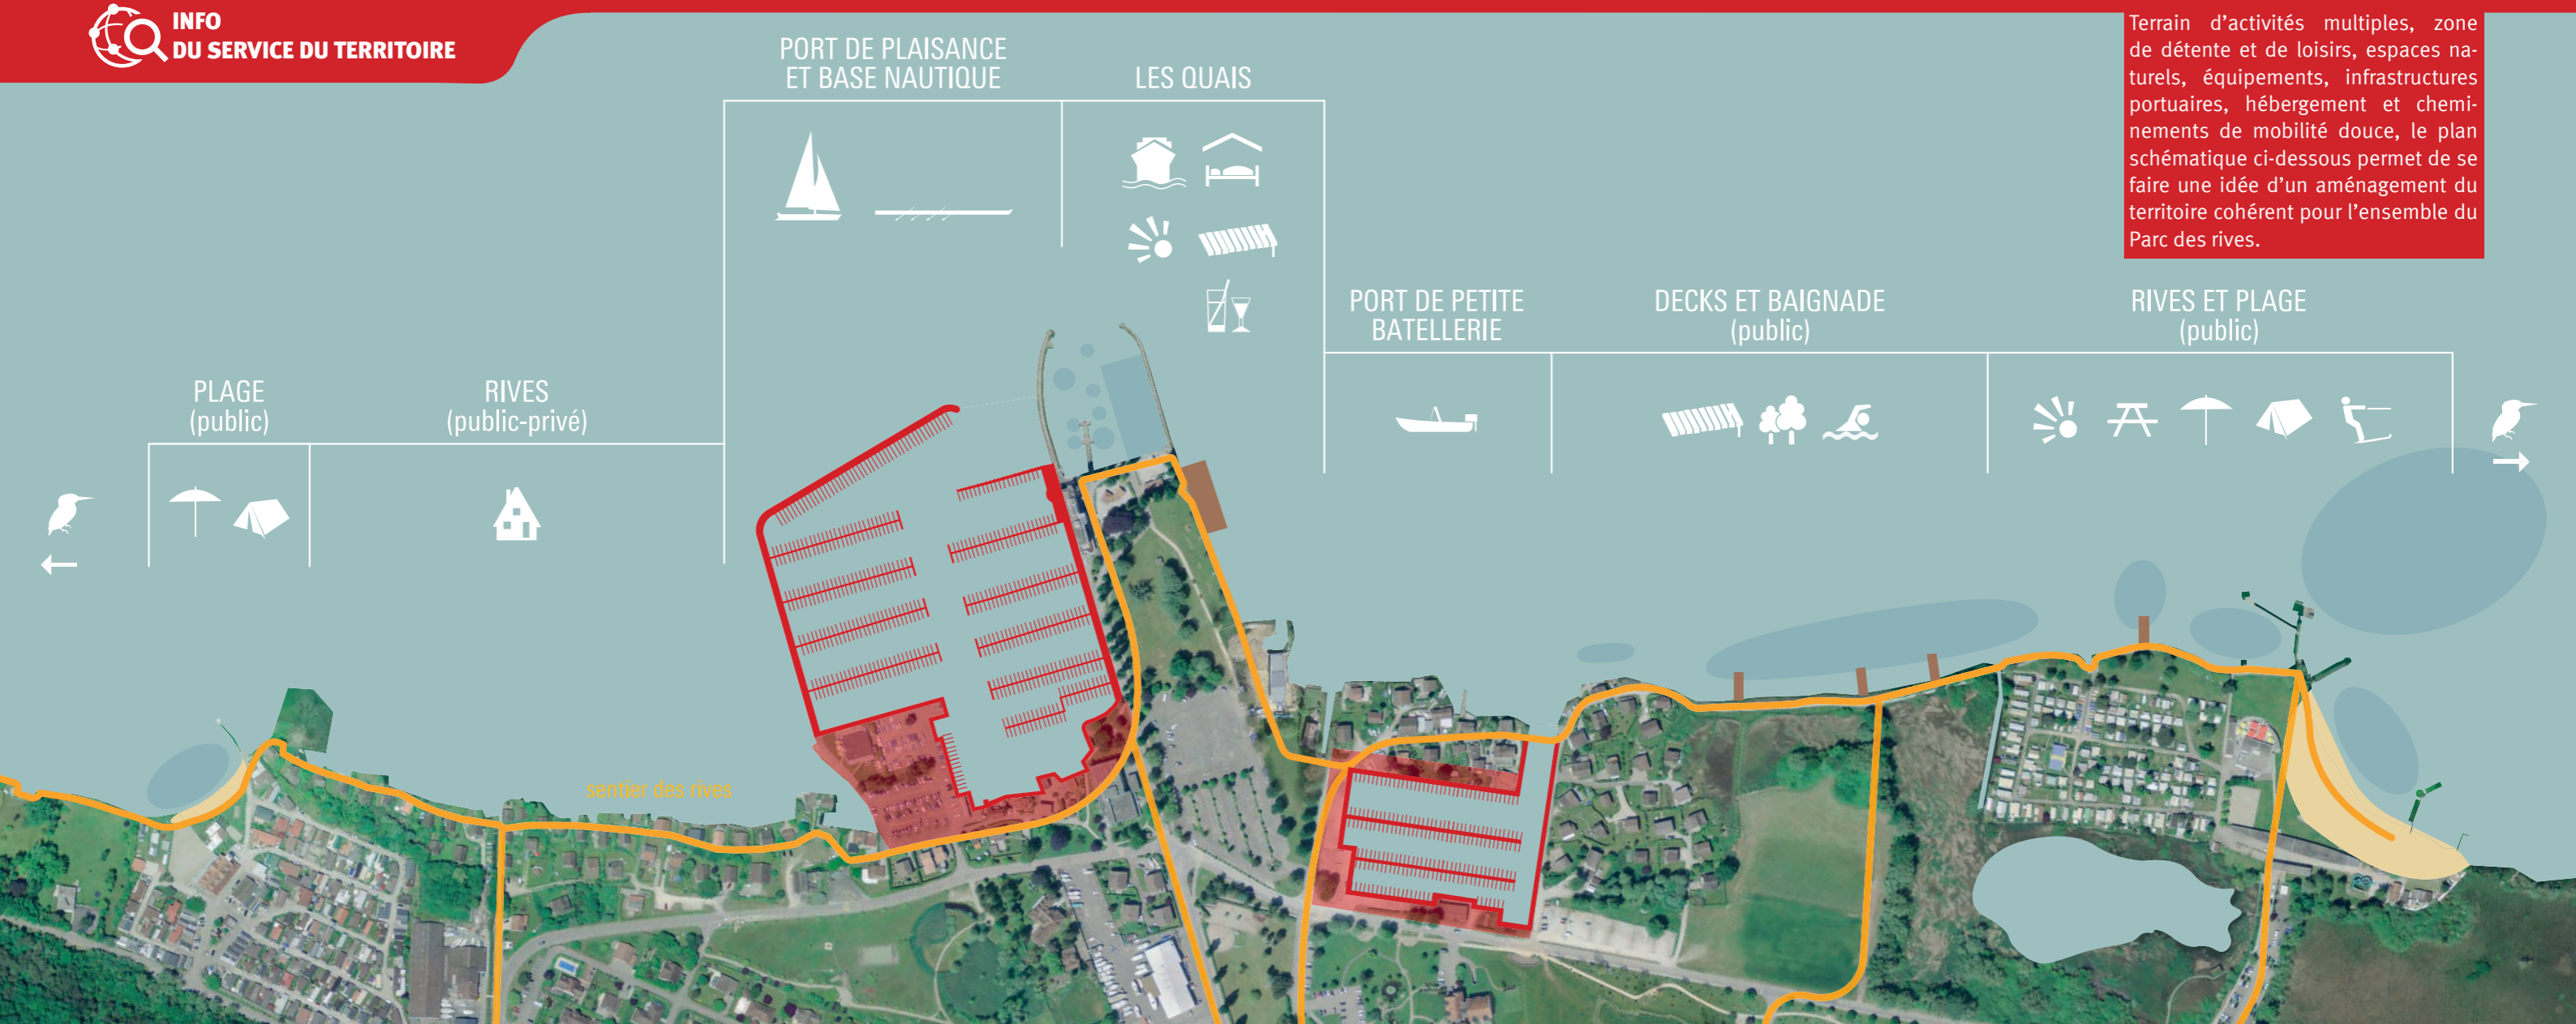 INFO
DU SERVICE DU TERRITOIRE
Terrain d’activités multiples, zone
de détente et de loisirs, espaces na-
turels, équipements, infrastructures
portuaires, hébergement et chemi-
nements de mobilité douce, le plan
schématique ci-dessous permet de se
faire une idée d’un aménagement du
territoire cohérent pour l’ensemble du
Parc des rives.
PORT DE PLAISANCE
ET BASE NAUTIQUE
LES QUAIS
PORT DE PETITE
BATELLERIE
DECKS ET BAIGNADE
(public)
RIVES ET PLAGE
(public)
PLAGE
(public)
RIVES
(public-privé)
sentier des rives